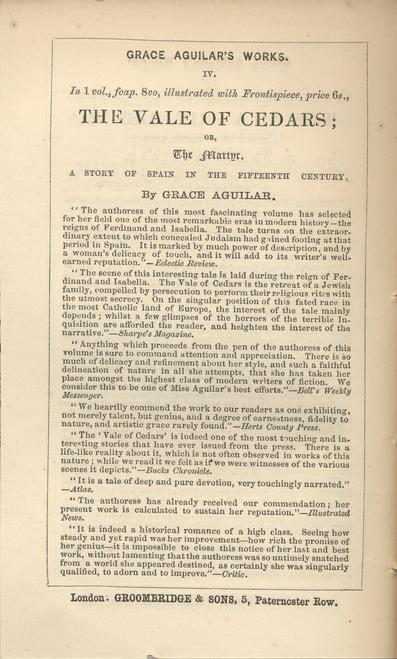 GRACE AGUILAR'S WORKS.
IV.
In 1 vol., fcap. 8vo, illustrated with Frontispiece, price 6s.,
THE VALE OF CEDARS;
OR,
The Martyr.
A STORY OF SPAIN IN THE FIFTEENTH CENTURY.
By GRACE AGUILAR.
"The authoress of this most fascinating volume has selected
for her field one of the most remarkable eras in modern history—the
reigns of Ferdinand and Isabella. The tale turns on the extraor-
dinary extent to which concealed Judaism had gained footing at that
period in Spain. It is marked by much power of description, and by
a woman's delicacy of touch, and it will add to its writer's well-
earned reputation."—Eclectic Review.
"The scene of this interesting tale is laid during the reign of Fer-
dinand and Isabella. The Vale of Cedars is the retreat of a Jewish
family, compelled by persecution to perform their religious rites with
the utmost secrecy. On the singular position of this fated race in
the most Catholic land of Europe, the interest of the tale mainly
depends; whilst a few glimpses of the horrors of the terrible In-
quisition are afforded the reader, and heighten the interest of the
narrative."—Sharpe's Magazine.
"Anything which proceeds from the pen of the authoress of this
volume is sure to command attention and appreciation. There is so
much of delicacy and refinement about her style, and such a faithful
delineation of nature in all she attempts, that she has taken her
place amongst the highest class of modern writers of fiction. We
consider this to be one of Miss Aguilar's best efforts."—Bell's Weekly
Messenger.
"We heartily commend the work to our readers as one exhibiting,
not merely talent, but genius, and a degree of earnestness, fidelity to
nature, and artistic grace rarely found."—Herts County Press.
"The 'Vale of Cedars' is indeed one of the most touching and in-
teresting stories that have ever issued from the press. There is a
life-like reality about it, which is not often observed in works of this
nature; while we read it we felt as if we were witnesses of the various
scenes it depicts."—Bucks Chronicle.
"It is a tale of deep and pure devotion, very touchingly narrated."
—Atlas.
"The authoress has already received our commendation; her
present work is calculated to sustain her reputation."—Illustrated
News.
"It is indeed a historical romance of a high class. Seeing how
steady and yet rapid was her improvement—how rich the promise of
her genius—it is impossible to close this notice of her last and best
work, without lamenting that the authoress was so untimely snatched
from a world she appeared destined, as certainly she was singularly
qualified, to adorn and to improve."—Critic.
London: GROOMBRIDGE & SONS, 5, Paternoster Row.